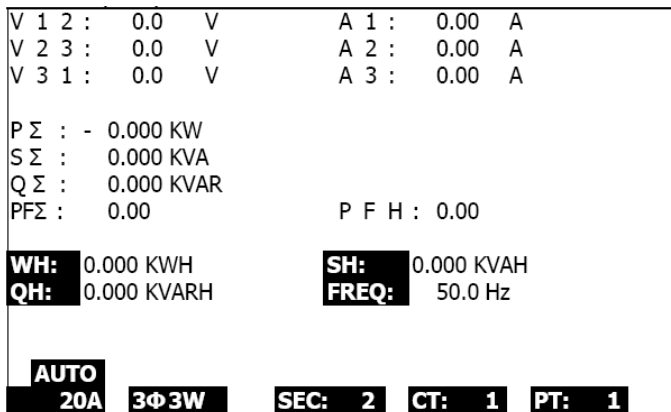 V 1 2 : 0.0 V A 1 : 0.00 A
V 2 3 : 0.0 V A 2 : 0.00 A
V 3 1 : 0.0 V A 3 : 0.00 A
P Σ : - 0.000 KW
S Σ : 0.000 KVA
Q Σ : 0.000 KVAR
PFΣ : 0.00 P F H : 0.00
WH: 0.000 KWH SH: 0.000 KVAH
QH: 0.000 KVARH FREQ: 50.0 Hz
AUTO
20A 3Φ3W SEC: 2 CT: 1 PT: 1